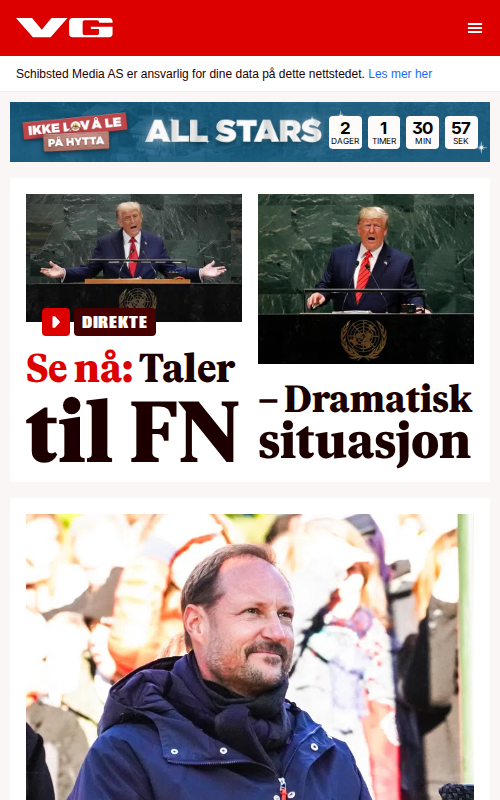 VG
Schibsted Media AS er ansvarlig for dine data på dette nettstedet. Les mer her
IKKE LOV Å LE
PÅ HYTTA
ALL STARS
2
DAGER
1
TIMER
30
MIN
57
SEK
DIREKTE
Se nå: Taler
til FN
– Dramatisk
situasjon